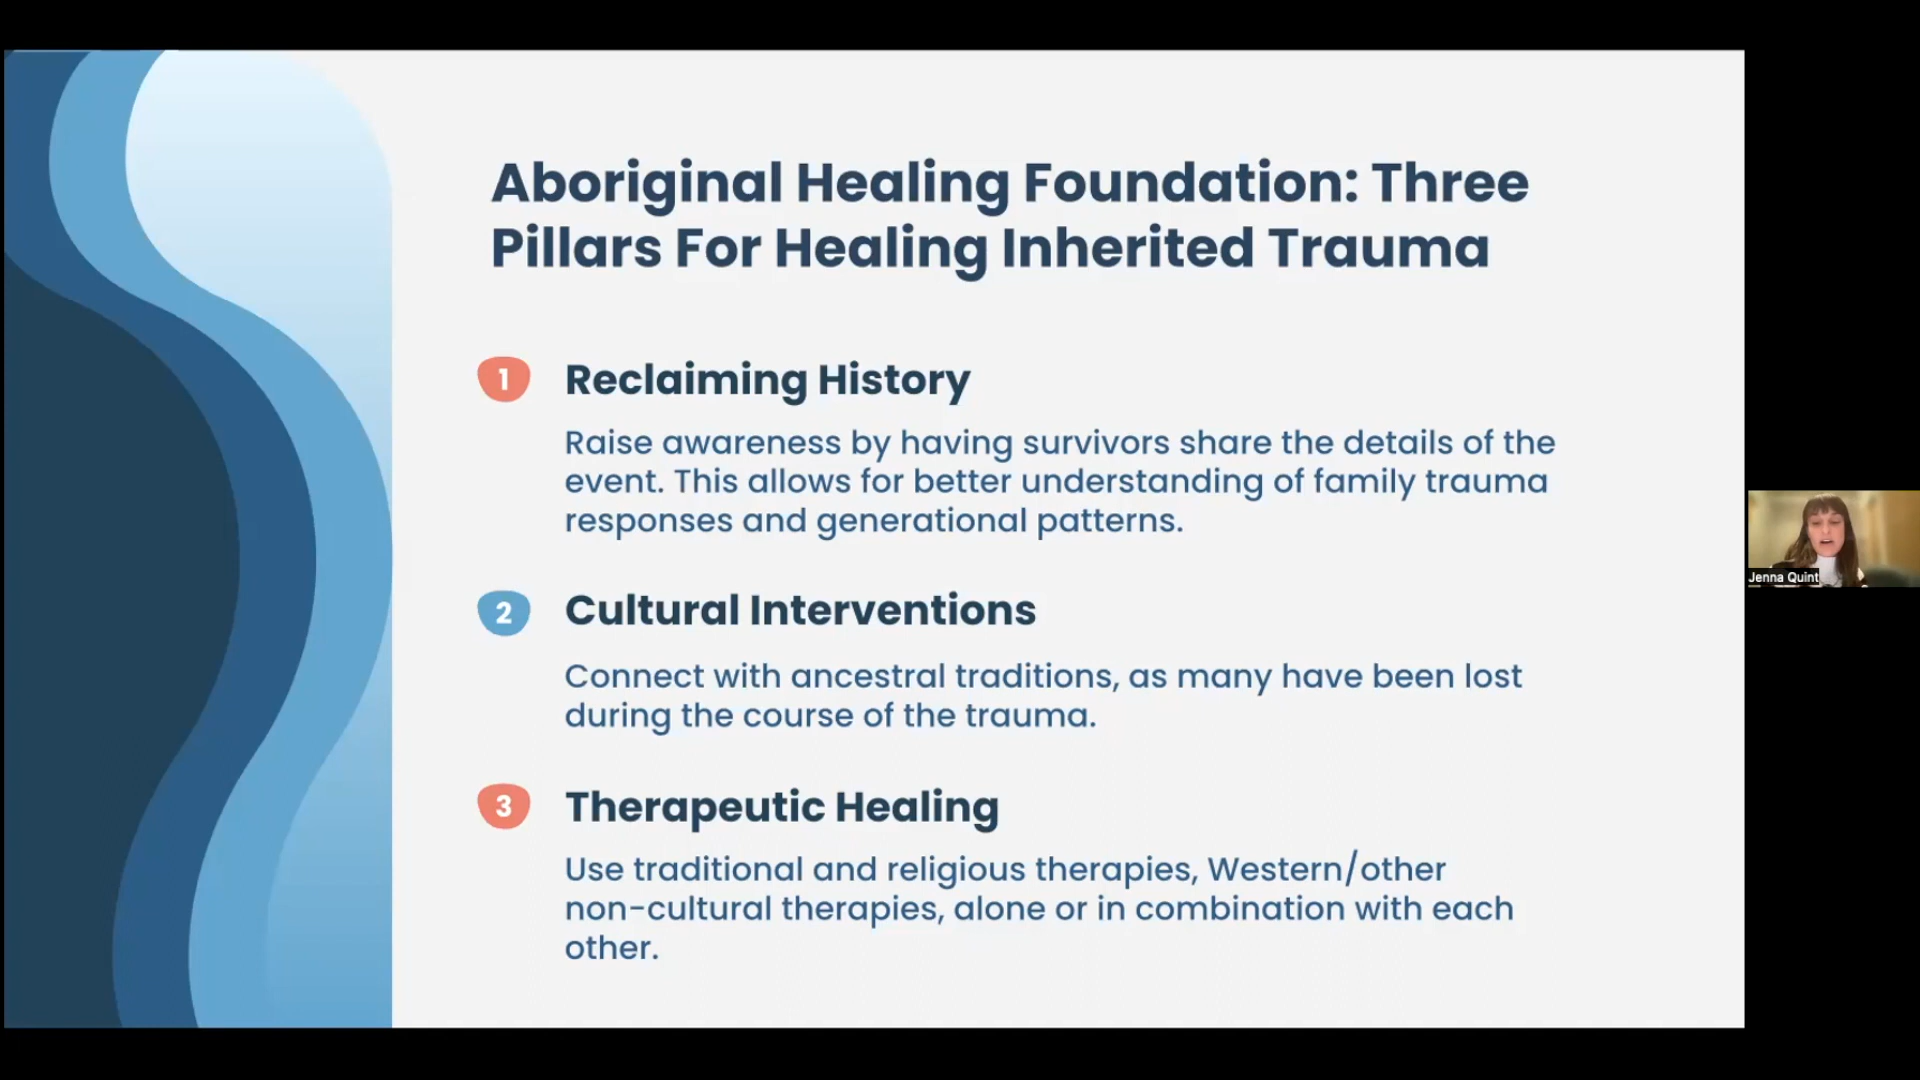 Aboriginal Healing Foundation: Three
Pillars For Healing Inherited Trauma
1 Reclaiming History
Raise awareness by having survivors share the details of the
event. This allows for better understanding of family trauma
responses and generational patterns.
2 Cultural Interventions
Connect with ancestral traditions, as many have been lost
during the course of the trauma.
3 Therapeutic Healing
Use traditional and religious therapies, Western/other
non-cultural therapies, alone or in combination with each
other.
Jenna Quint